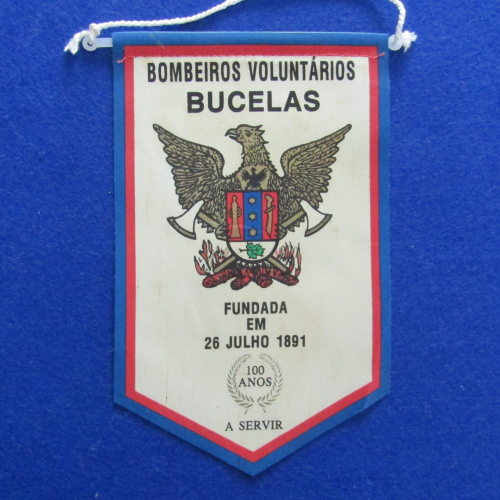 BOMBEIROS VOLUNTÁRIOS
BUCELAS
FUNDADA
EM
26 JULHO 1891
100
ANOS
A SERVIR